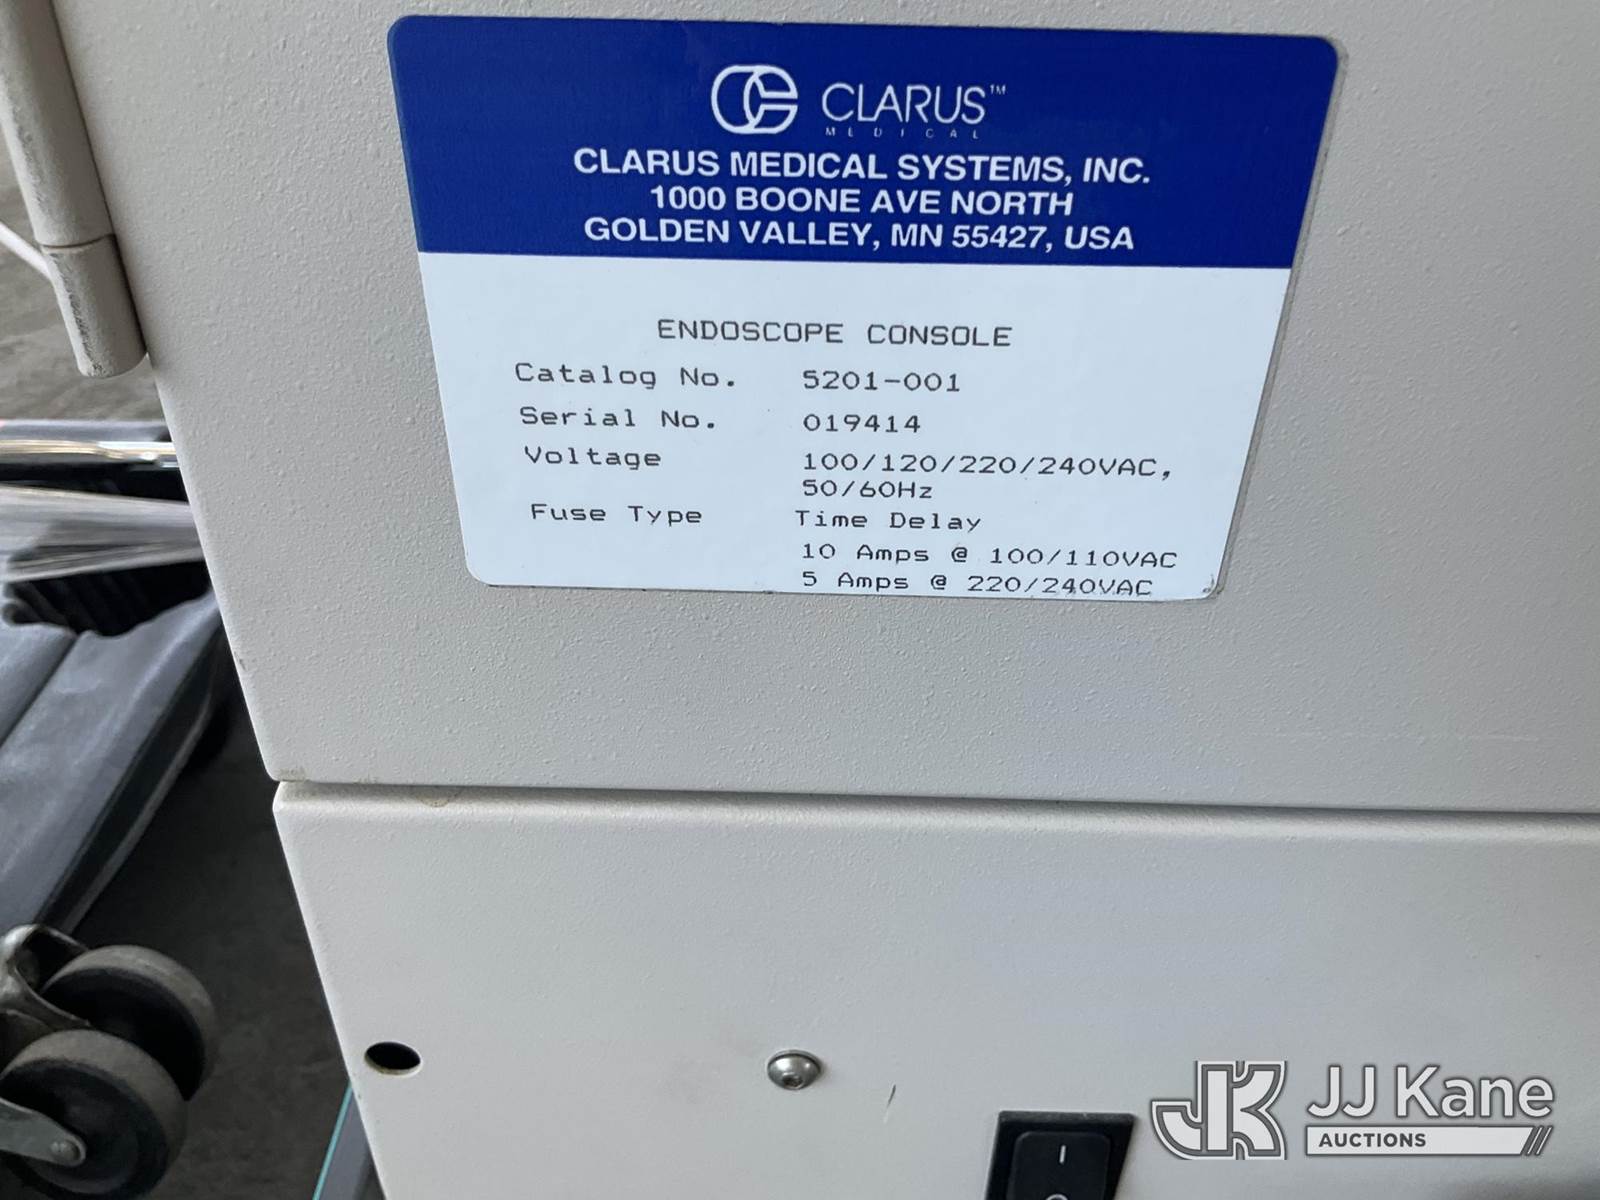 CLARUS™
MEDICAL
CLARUS MEDICAL SYSTEMS, INC.
1000 BOONE AVE NORTH
GOLDEN VALLEY, MN 55427, USA
ENDOSCOPE CONSOLE
Catalog No. 5201-001
Serial No. 019414
Voltage 100/120/220/240VAC,
50/60Hz
Fuse Type Time Delay
10 Amps @ 100/110VAC
5 Amps @ 220/240VAC
JK JJ Kane
AUCTIONS